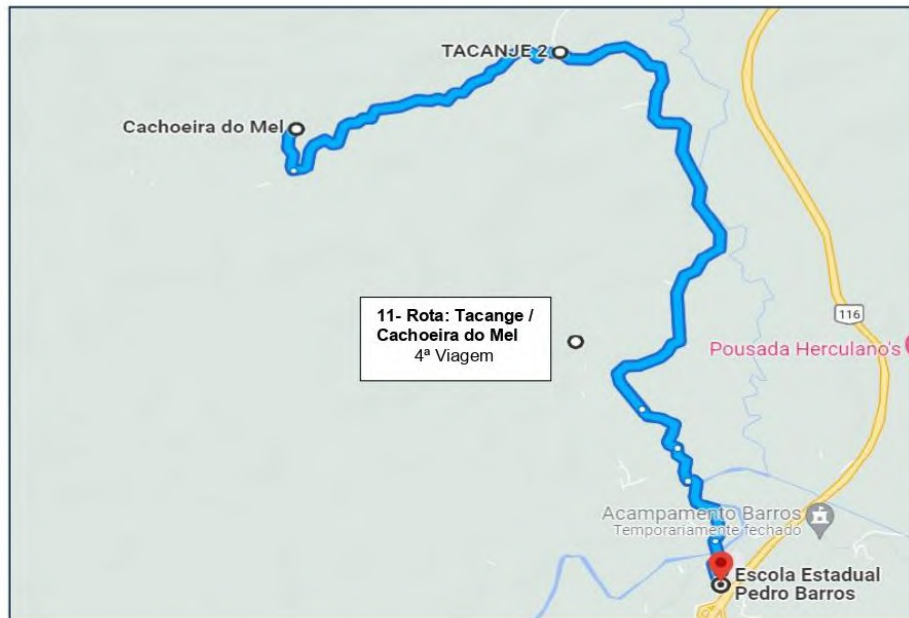 TACANJE 2
Cachoeira do Mel
11- Rota: Tacange /
Cachoeira do Mel
4ª Viagem
116
Pousada Herculano's
Acampamento Barros
Temporariamente fechado
Escola Estadual
Pedro Barros